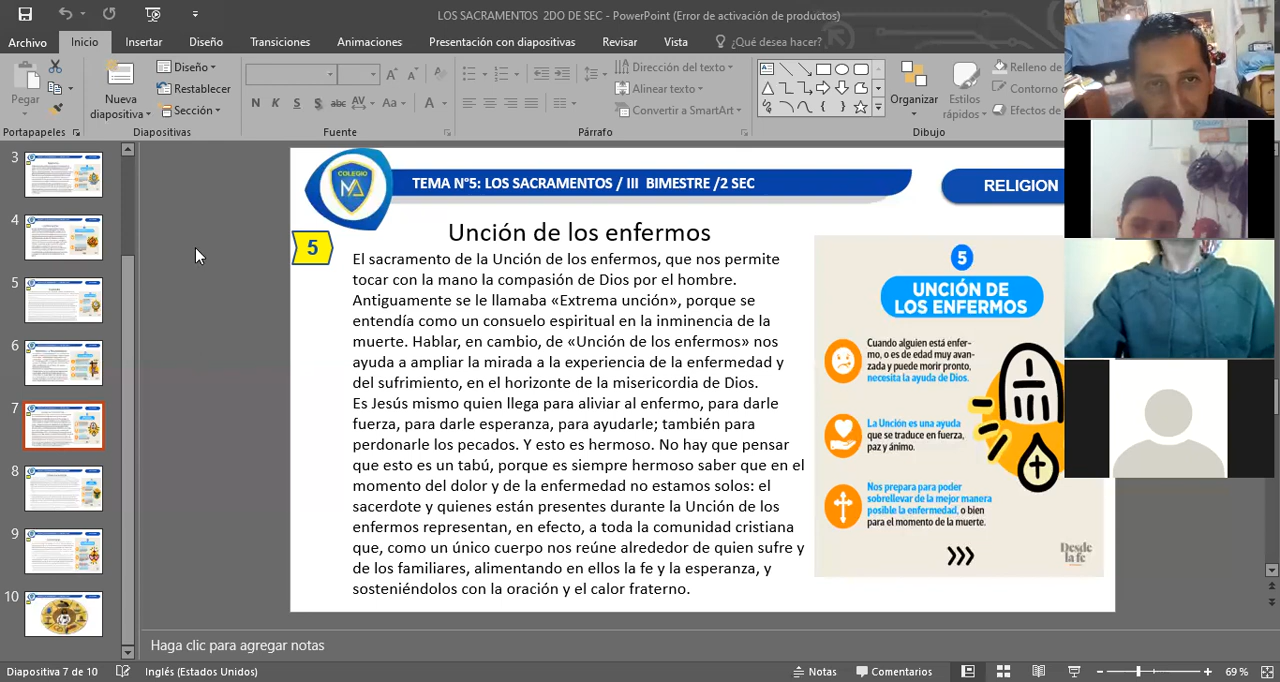 LOS SACRAMENTOS 2DO DE SEC - PowerPoint (Error de activación de productos)
Archivo Inicio Insertar Diseño Transiciones Animaciones Presentación con diapositivas Revisar Vista ¿Qué desea hacer?
Pegar
Portapapeles
Nueva
diapositiva
Diseño
Restablecer
Sección
Diapositivas
N K S S abc AV Aa A
Fuente
Dirección del texto
Alinear texto
Convertir a SmartArt
Párrafo
Organizar
Estilos
rápidos
Relleno de
Contorno
Efectos de
Dibujo
3
4
5
6
7
8
9
10
COLEGIO
TEMA N°5: LOS SACRAMENTOS / III BIMESTRE /2 SEC
RELIGION
5
Unción de los enfermos
El sacramento de la Unción de los enfermos, que nos permite
tocar con la mano la compasión de Dios por el hombre.
Antiguamente se le llamaba «Extrema unción», porque se
entendía como un consuelo espiritual en la inminencia de la
muerte. Hablar, en cambio, de «Unción de los enfermos» nos
ayuda a ampliar la mirada a la experiencia de la enfermedad y
del sufrimiento, en el horizonte de la misericordia de Dios.
Es Jesús mismo quien llega para aliviar al enfermo, para darle
fuerza, para darle esperanza, para ayudarle; también para
perdonarle los pecados. Y esto es hermoso. No hay que pensar
que esto es un tabú, porque es siempre hermoso saber que en el
momento del dolor y de la enfermedad no estamos solos: el
sacerdote y quienes están presentes durante la Unción de los
enfermos representan, en efecto, a toda la comunidad cristiana
que, como un único cuerpo nos reúne alrededor de quien sufre y
de los familiares, alimentando en ellos la fe y la esperanza, y
sosteniéndolos con la oración y el calor fraterno.
5
UNCIÓN DE
LOS ENFERMOS
Cuando alguien está enfer-
mo, o es de edad muy avan-
zada y puede morir pronto,
necesita la ayuda de Dios.
La Unción es una ayuda
que se traduce en fuerza,
paz y ánimo.
Nos prepara para poder
sobrellevar de la mejor manera
posible la enfermedad, o bien
para el momento de la muerte.
Desde
la fe
Haga clic para agregar notas
Diapositiva 7 de 10 Inglés (Estados Unidos) Notas Comentarios 69 %